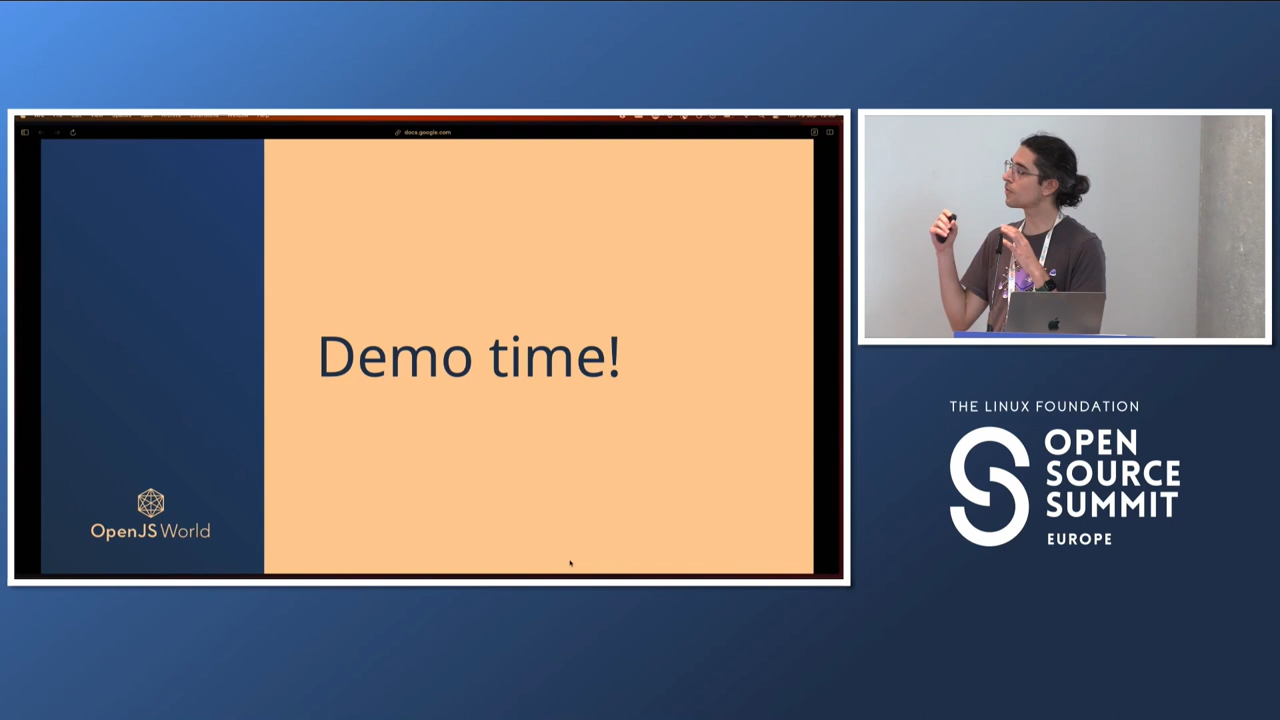 docs.google.com
Demo time!
OpenJS World
THE LINUX FOUNDATION
OPEN
SOURCE
SUMMIT
EUROPE